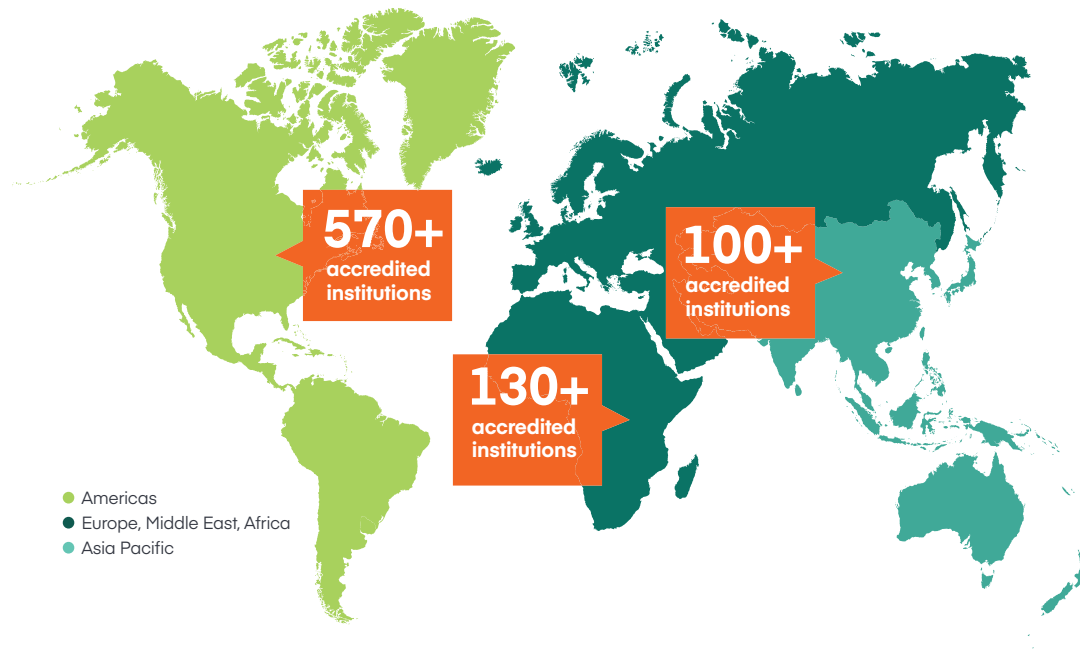 570+
accredited
institutions
100+
accredited
institutions
130+
accredited
institutions
Americas
Europe, Middle East, Africa
Asia Pacific